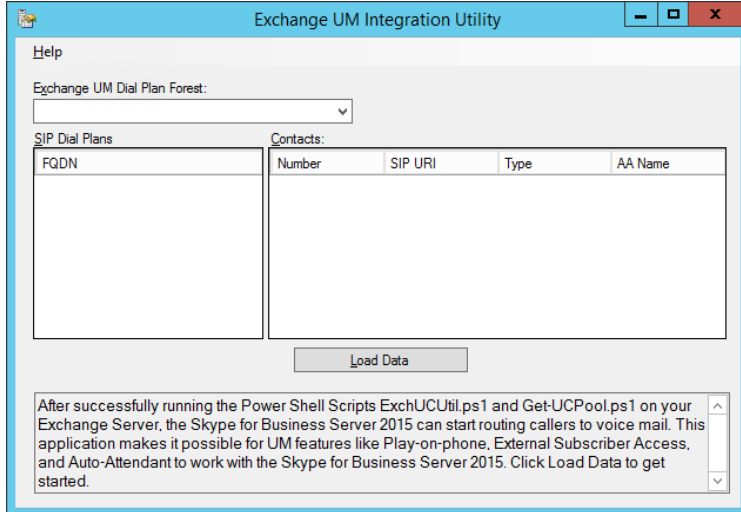 Exchange UM Integration Utility
Help
Exchange UM Dial Plan Forest:
SIP Dial Plans
Contacts:
FQDN
Number SIP URI Type AA Name
Load Data
After successfully running the Power Shell Scripts ExchUCUtil.ps1 and Get-UCPool.ps1 on your
Exchange Server, the Skype for Business Server 2015 can start routing callers to voice mail. This
application makes it possible for UM features like Play-on-phone, External Subscriber Access,
and Auto-Attendant to work with the Skype for Business Server 2015. Click Load Data to get
started.